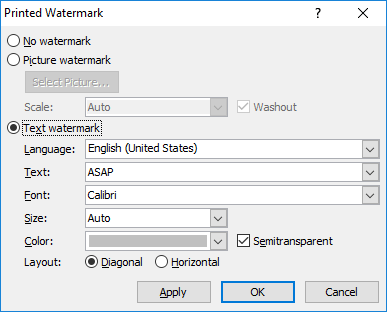 Printed Watermark ?
No watermark
Picture watermark
Select Picture...
Scale: Auto Washout
Text watermark
Language: English (United States)
Text: ASAP
Font: Calibri
Size: Auto
Color: Semitransparent
Layout: Diagonal Horizontal
Apply OK Cancel